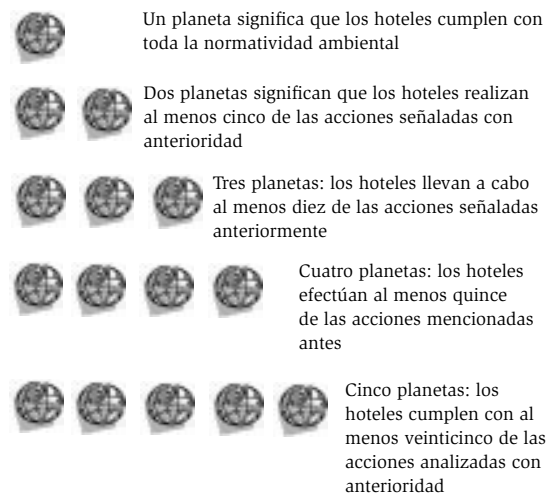 Un planeta significa que los hoteles cumplen con
toda la normatividad ambiental
Dos planetas significan que los hoteles realizan
al menos cinco de las acciones señaladas con
anterioridad
Tres planetas: los hoteles llevan a cabo
al menos diez de las acciones señaladas
anteriormente
Cuatro planetas: los hoteles
efectúan al menos quince
de las acciones mencionadas
antes
Cinco planetas: los
hoteles cumplen con al
menos veinticinco de las
acciones analizadas con
anterioridad